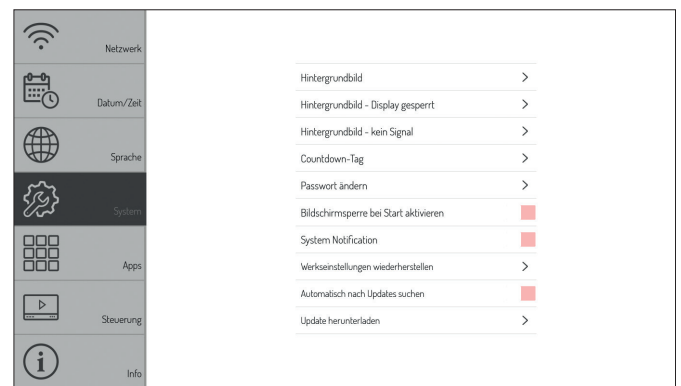 Netzwerk
Datum/Zeit
Sprache
System
Apps
Steuerung
Info
Hintergrundbild
Hintergrundbild - Display gesperrt
Hintergrundbild - kein Signal
Countdown-Tag
Passwort ändern
Bildschirmsperre bei Start aktivieren
System Notification
Werkseinstellungen wiederherstellen
Automatisch nach Updates suchen
Update herunterladen